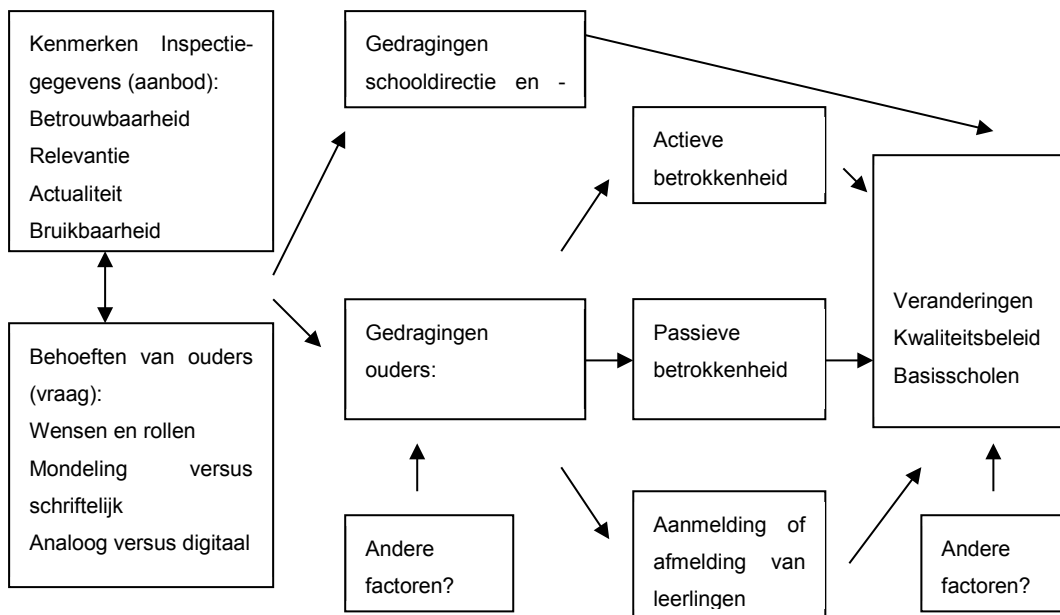 Kenmerken Inspectie-
gegevens (aanbod):
Betrouwbaarheid
Relevantie
Actualiteit
Bruikbaarheid
Behoeften van ouders
(vraag):
Wensen en rollen
Mondeling versus
schriftelijk
Analoog versus digitaal
Gedragingen
schooldirectie en -
Gedragingen
ouders:
Andere
factoren?
Actieve
betrokkenheid
Passieve
betrokkenheid
Aanmelding of
afmelding van
leerlingen
Veranderingen
Kwaliteitsbeleid
Basisscholen
Andere
factoren?